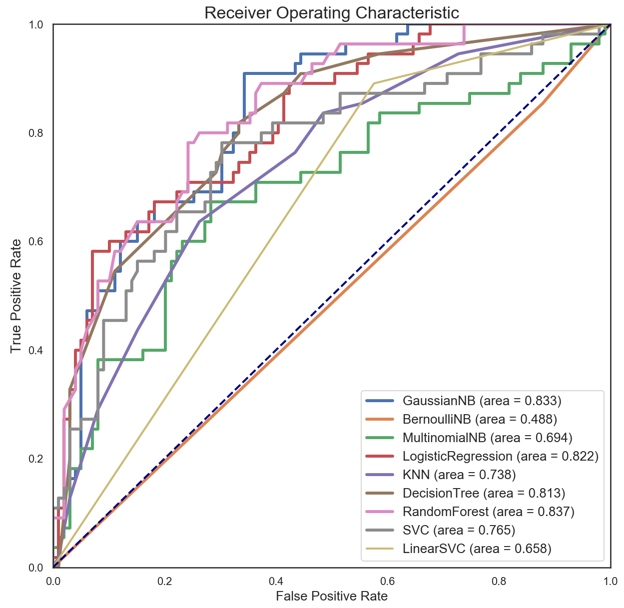 Receiver Operating Characteristic
1.0
0.8
0.6
0.4
0.2
0.0
True Positive Rate
GaussianNB (area = 0.833)
BernoulliNB (area = 0.488)
MultinomialNB (area = 0.694)
LogisticRegression (area = 0.822)
KNN (area = 0.738)
DecisionTree (area = 0.813)
RandomForest (area = 0.837)
SVC (area = 0.765)
LinearSVC (area = 0.658)
0.0 0.2 0.4 0.6 0.8 1.0
False Positive Rate